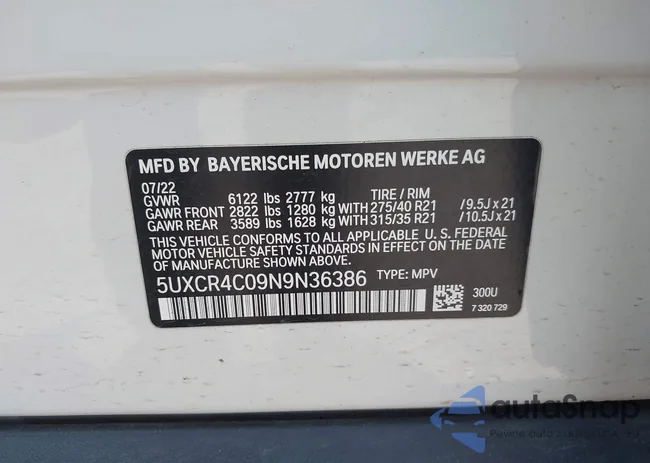 MFD BY BAYERISCHE MOTOREN WERKE AG
07/22
GVWR 6122 lbs 2777 kg TIRE / RIM
GAWR FRONT 2822 lbs 1280 kg WITH 275/40 R21 / 9.5J x 21
GAWR REAR 3589 lbs 1628 kg WITH 315/35 R21 / 10.5J x 21
THIS VEHICLE CONFORMS TO ALL APPLICABLE U. S. FEDERAL
MOTOR VEHICLE SAFETY STANDARDS IN EFFECT ON THE
DATE OF MANUFACTURE SHOWN ABOVE.
5UXCR4C09N9N36386 TYPE: MPV
300U
7 320 729
autaSnap
Pewne auto z